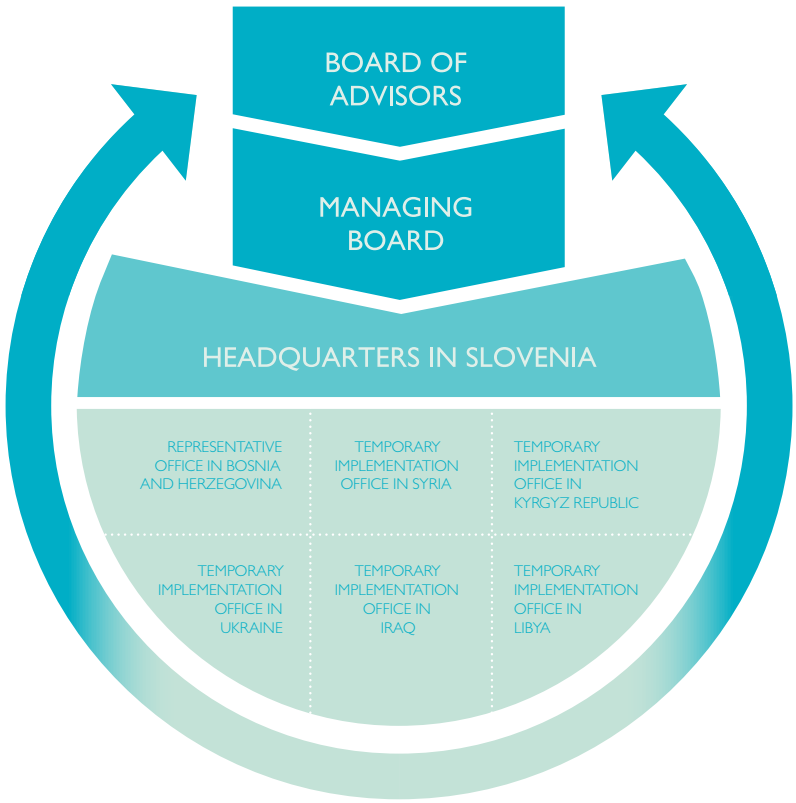 BOARD OF
ADVISORS
MANAGING
BOARD
HEADQUARTERS IN SLOVENIA
REPRESENTATIVE
OFFICE IN BOSNIA
AND HERZEGOVINA
TEMPORARY
IMPLEMENTATION
OFFICE IN SYRIA
TEMPORARY
IMPLEMENTATION
OFFICE IN
KYRGYZ REPUBLIC
TEMPORARY
IMPLEMENTATION
OFFICE IN
UKRAINE
TEMPORARY
IMPLEMENTATION
OFFICE IN
IRAQ
TEMPORARY
IMPLEMENTATION
OFFICE IN
LIBYA